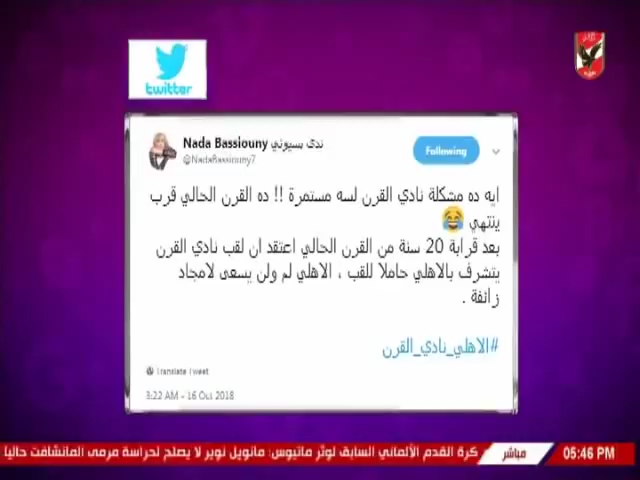 twitter
Nada Bassiouny ندى بسيوني
@NadaBassiouny7
Following
ايه ده مشكلة نادي القرن لسه مستمرة !! ده القرن الحالي قرب
ينتهي 😂
بعد قرابة 20 سنة من القرن الحالي اعتقد ان لقب نادي القرن
يتشرف بالاهلي حاملا للقب ، الاهلي لم ولن يسعى لامجاد
زائفة .
#الاهلي_نادي_القرن
Translate Tweet
3:22 AM - 16 Oct 2018
كرة القدم الألماني السابق لوثر ماتيوس: مانويل نوير لا يصلح لحراسة مرمى المانشافت حاليا
مباشر
05:46 PM